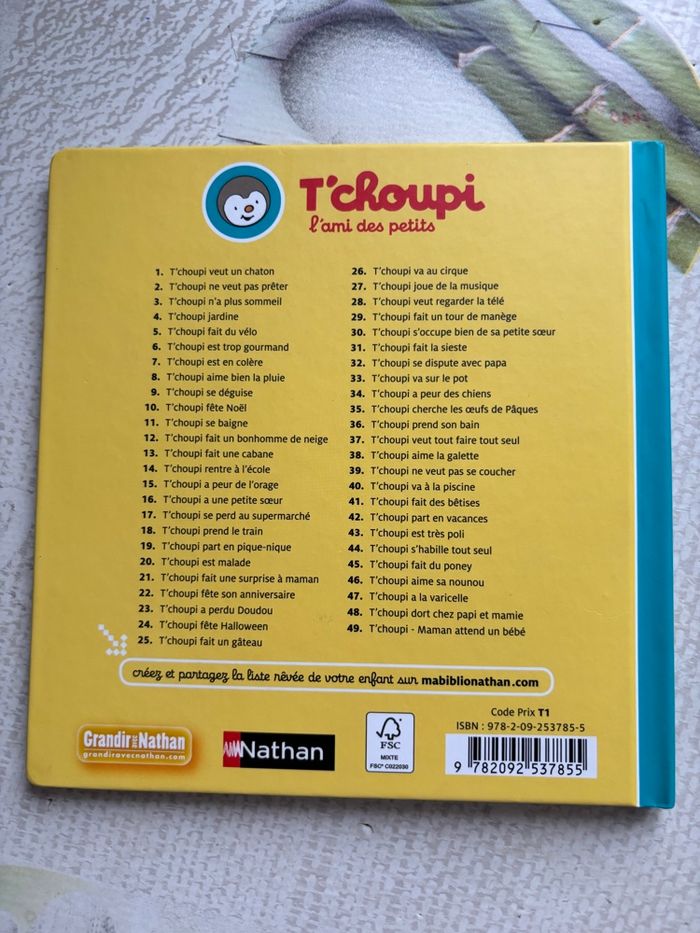 T'choupi
l'ami des petits
1. T'choupi veut un chaton
2. T'choupi ne veut pas prêter
3. T'choupi n'a plus sommeil
4. T'choupi jardine
5. T'choupi fait du vélo
6. T'choupi est trop gourmand
7. T'choupi est en colère
8. T'choupi aime bien la pluie
9. T'choupi se déguise
10. T'choupi fête Noël
11. T'choupi se baigne
12. T'choupi fait un bonhomme de neige
13. T'choupi fait une cabane
14. T'choupi rentre à l'école
15. T'choupi a peur de l'orage
16. T'choupi a une petite sœur
17. T'choupi se perd au supermarché
18. T'choupi prend le train
19. T'choupi part en pique-nique
20. T'choupi est malade
21. T'choupi fait une surprise à maman
22. T'choupi fête son anniversaire
23. T'choupi a perdu Doudou
24. T'choupi fête Halloween
25. T'choupi fait un gâteau
26. T'choupi va au cirque
27. T'choupi joue de la musique
28. T'choupi veut regarder la télé
29. T'choupi fait un tour de manège
30. T'choupi s'occupe bien de sa petite sœur
31. T'choupi fait la sieste
32. T'choupi se dispute avec papa
33. T'choupi va sur le pot
34. T'choupi a peur des chiens
35. T'choupi cherche les œufs de Pâques
36. T'choupi prend son bain
37. T'choupi veut tout faire tout seul
38. T'choupi aime la galette
39. T'choupi ne veut pas se coucher
40. T'choupi va à la piscine
41. T'choupi fait des bêtises
42. T'choupi part en vacances
43. T'choupi est très poli
44. T'choupi s'habille tout seul
45. T'choupi fait du poney
46. T'choupi aime sa nounou
47. T'choupi a la varicelle
48. T'choupi dort chez papi et mamie
49. T'choupi - Maman attend un bébé
créez et partagez la liste rêvée de votre enfant sur mabiblionathan.com
Grandir avec Nathan
grandiravecnathan.com
Nathan
FSC
MIXTE
FSC® C022030
Code Prix T1
ISBN : 978-2-09-253785-5
9 782092 537855